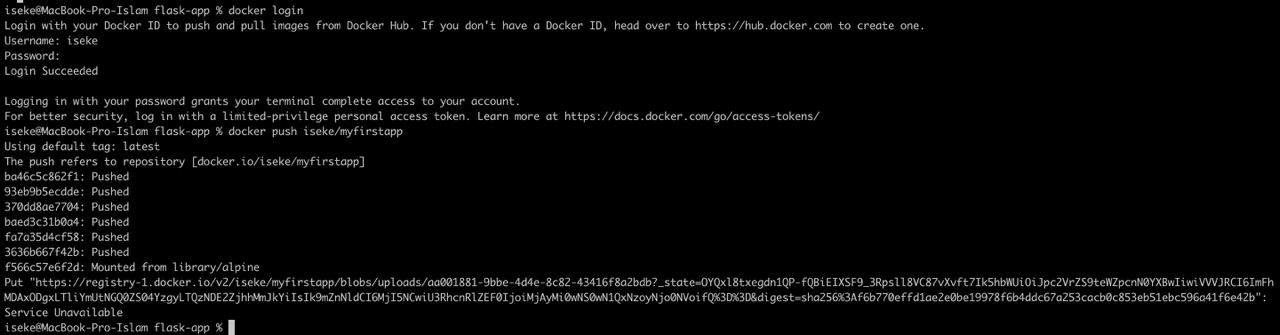 iseke@MacBook-Pro-Islam flask-app % docker login
Login with your Docker ID to push and pull images from Docker Hub. If you don't have a Docker ID, head over to https://hub.docker.com to create one.
Username: iseke
Password:
Login Succeeded
Logging in with your password grants your terminal complete access to your account.
For better security, log in with a limited-privilege personal access token. Learn more at https://docs.docker.com/go/access-tokens/
iseke@MacBook-Pro-Islam flask-app % docker push iseke/myfirstapp
Using default tag: latest
The push refers to repository [docker.io/iseke/myfirstapp]
ba46c5c862f1: Pushed
93eb9b5ecdde: Pushed
370dd8ae7704: Pushed
baed3c31b0a4: Pushed
fa7a35d4cf58: Pushed
3636b667f42b: Pushed
f566c57e6f2d: Mounted from library/alpine
Put "https://registry-1.docker.io/v2/iseke/myfirstapp/blobs/uploads/aa001881-9bbe-4d4e-8c82-43416f8a2bdb?_state=OYQxl8txegdn1QP-fQBiEIXSF9_3Rpsll8VC87vXvft7Ik5hbWUiOiJpc2VrZS9teWZpcnN0YXBwIiwiVVVJRCI6ImFh
MDAxODgxLTliYmUtNGQ0ZS04YzgyLTQzNDE2ZjhhMmJkYiIsIk9mZnNldCI6MjI5NCwiU3RhcnRlZEF0IjoiMjAyMi0wNS0wN1QxNzoyNjo0NVoifQ%3D%3D&digest=sha256%3Af6b770effd1ae2e0be19978f6b4ddc67a253cacb0c853eb51ebc596a41f6e42b":
Service Unavailable
iseke@MacBook-Pro-Islam flask-app %